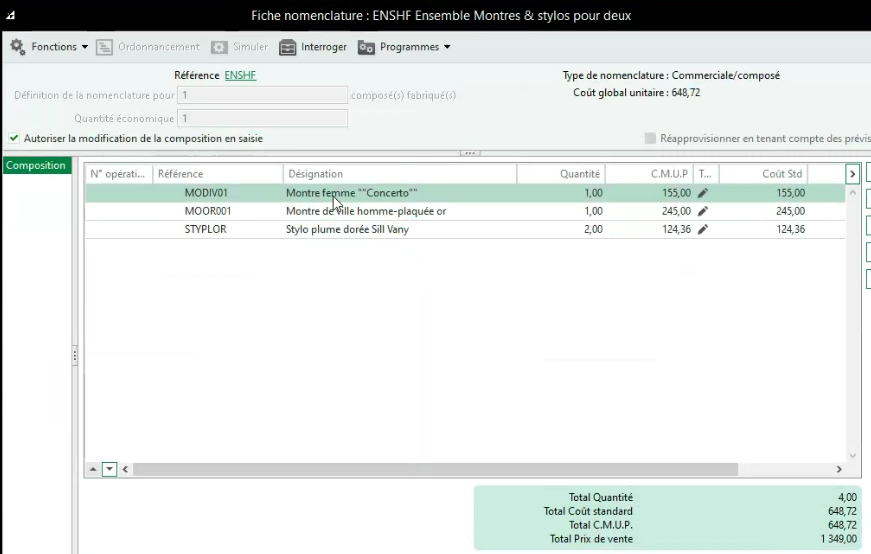 Fiche nomenclature : ENSHF Ensemble Montres & stylos pour deux
Fonctions Ordonnancement Simuler Interroger Programmes
Référence ENSHF
Type de nomenclature : Commerciale/composé
Définition de la nomenclature pour 1 composé(s) fabriqué(s)
Coût global unitaire : 648,72
Quantité économique 1
Autoriser la modification de la composition en saisie
Réapprovisionner en tenant compte des prévis
Composition
N° opérati... Référence Désignation Quantité C.M.U.P T... Coût Std
MODIV01 Montre femme ""Concerto"" 1,00 155,00 155,00
MOOR001 Montre de ville homme-plaquée or 1,00 245,00 245,00
STYPLOR Stylo plume dorée Sill Vany 2,00 124,36 124,36
Total Quantité 4,00
Total Coût standard 648,72
Total C.M.U.P. 648,72
Total Prix de vente 1 349,00